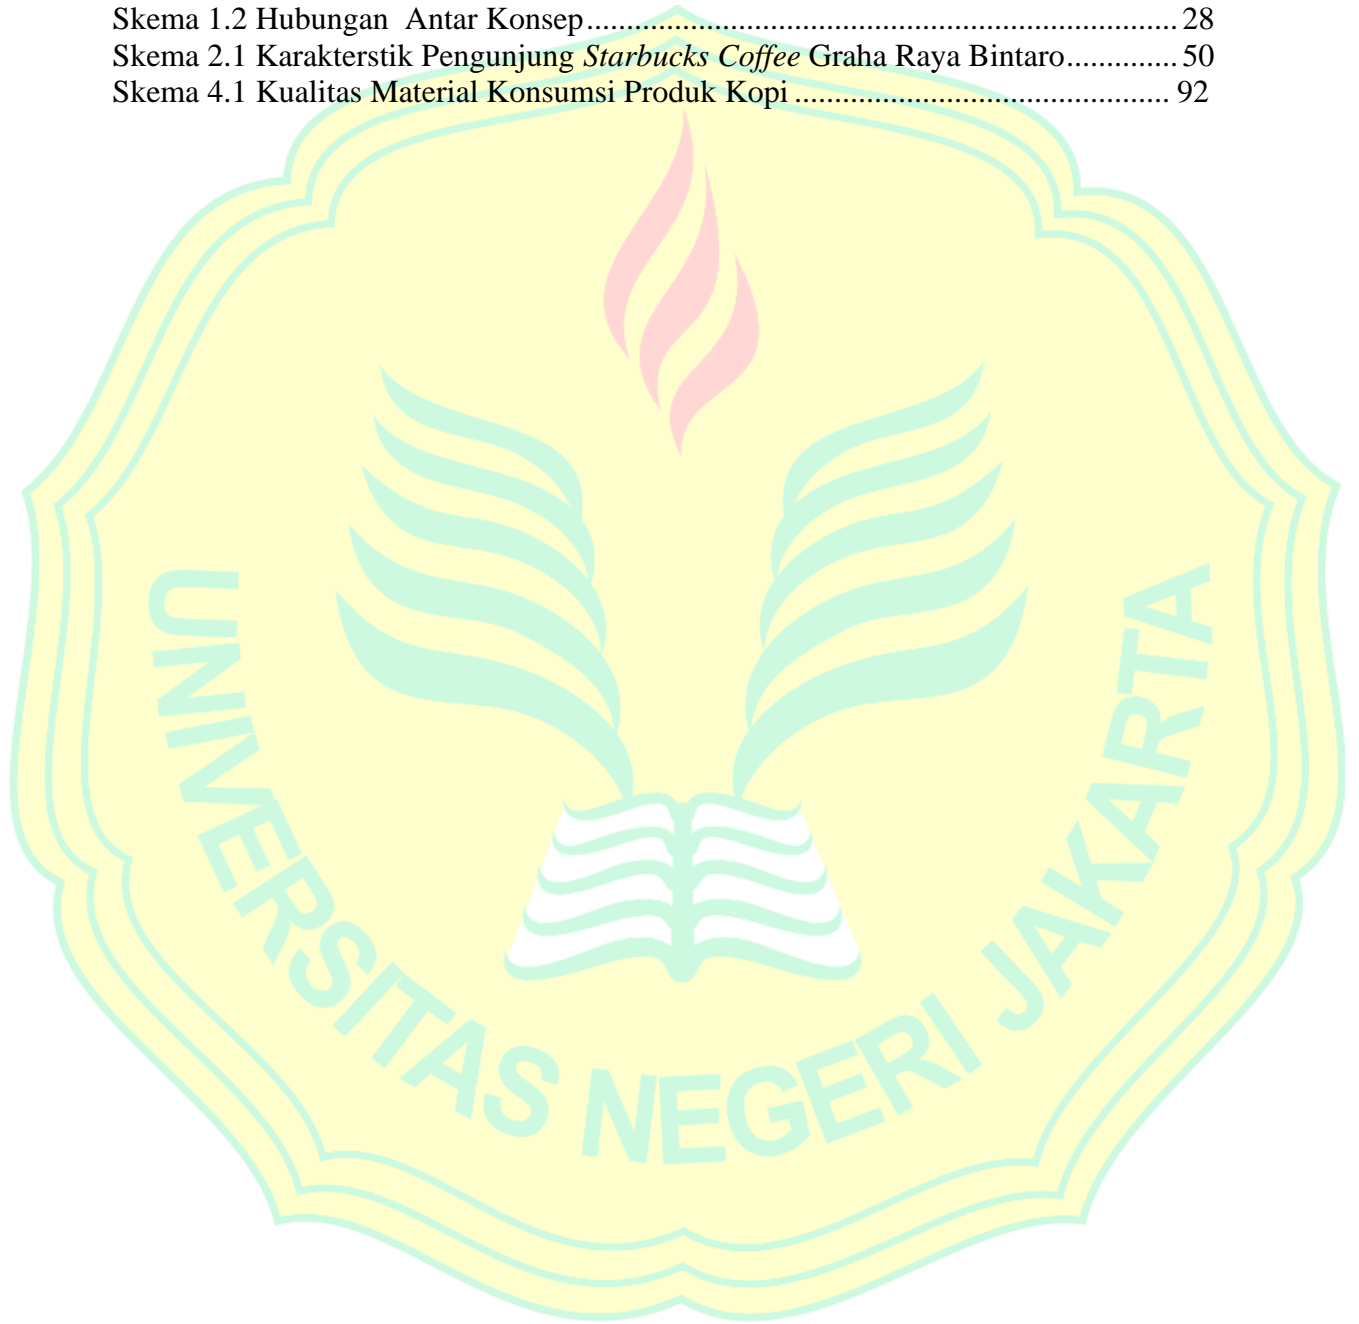 Skema 1.2 Hubungan  Antar Konsep.........................................................................28
Skema 2.1 Karakterstik Pengunjung Starbucks Coffee Graha Raya Bintaro..............50
Skema 4.1 Kualitas Material Konsumsi Produk Kopi ............................................... 92
UNIVERSITAS NEGERI JAKARTA